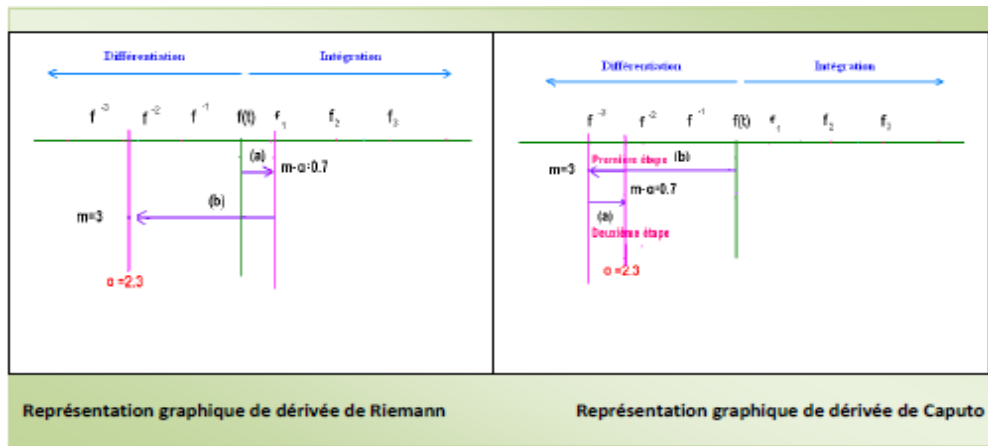 Différentiation Intégration
f⁻³ f⁻² f⁻¹ f(t) f₁ f₂ f₃
(a)
m-α=0.7
(b)
m=3
α=2.3
Différentiation Intégration
f⁻³ f⁻² f⁻¹ f(t) f₁ f₂ f₃
Première étape (b)
m=3
m-α=0.7
(a)
Deuxième étape
α=2.3
Représentation graphique de dérivée de Riemann
Représentation graphique de dérivée de Caputo